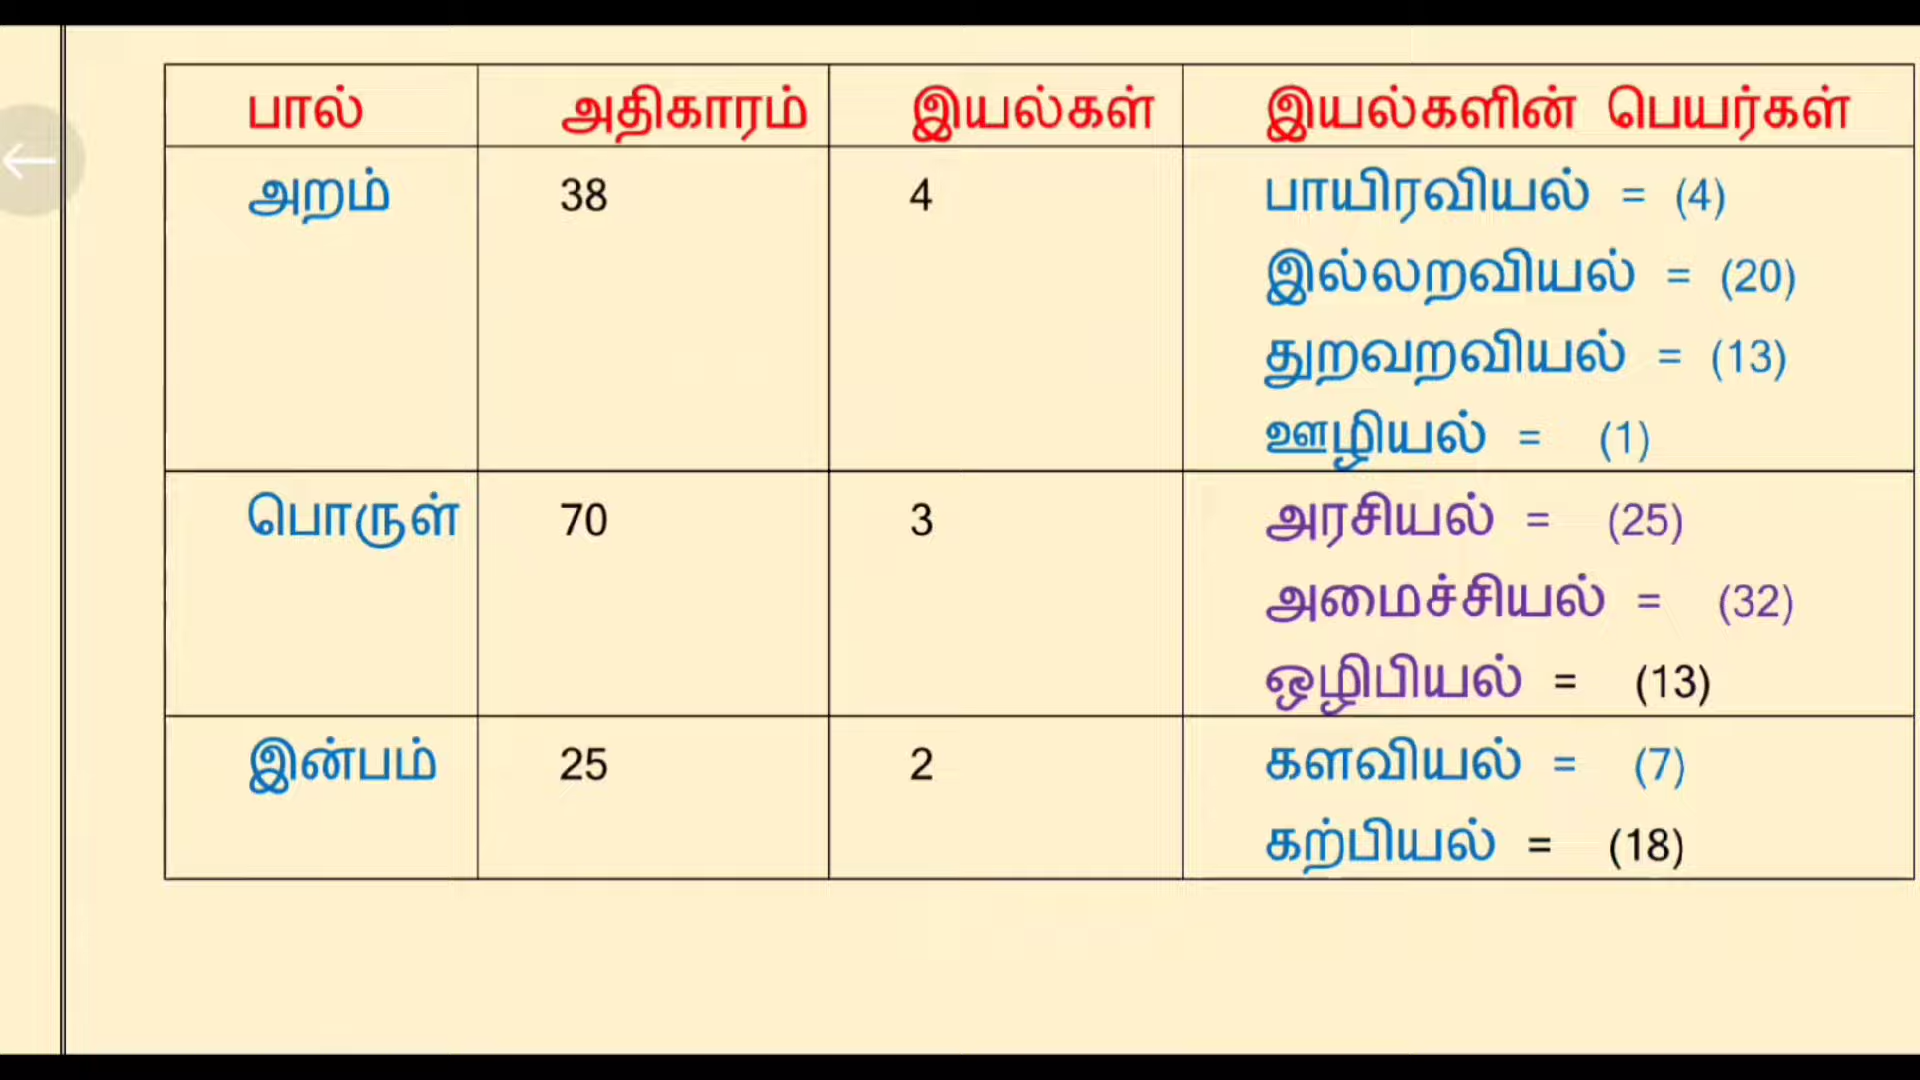 பால் அதிகாரம் இயல்கள் இயல்களின் பெயர்கள்
அறம் 38 4 பாயிரவியல் = (4)
இல்லறவியல் = (20)
துறவறவியல் = (13)
ஊழியல் = (1)
பொருள் 70 3 அரசியல் = (25)
அமைச்சியல் = (32)
ஒழிபியல் = (13)
இன்பம் 25 2 களவியல் = (7)
கற்பியல் = (18)